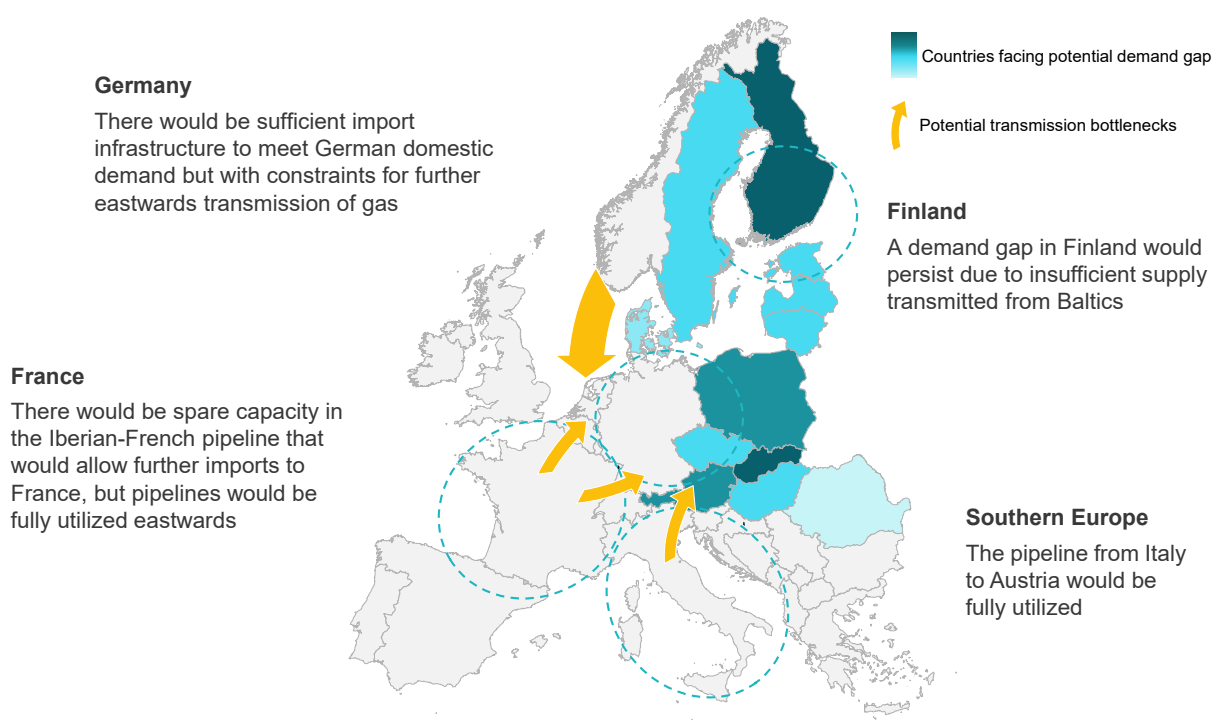 Countries facing potential demand gap
Potential transmission bottlenecks
Germany
There would be sufficient import
infrastructure to meet German domestic
demand but with constraints for further
eastwards transmission of gas
Finland
A demand gap in Finland would
persist due to insufficient supply
transmitted from Baltics
France
There would be spare capacity in
the Iberian-French pipeline that
would allow further imports to
France, but pipelines would be
fully utilized eastwards
Southern Europe
The pipeline from Italy
to Austria would be
fully utilized